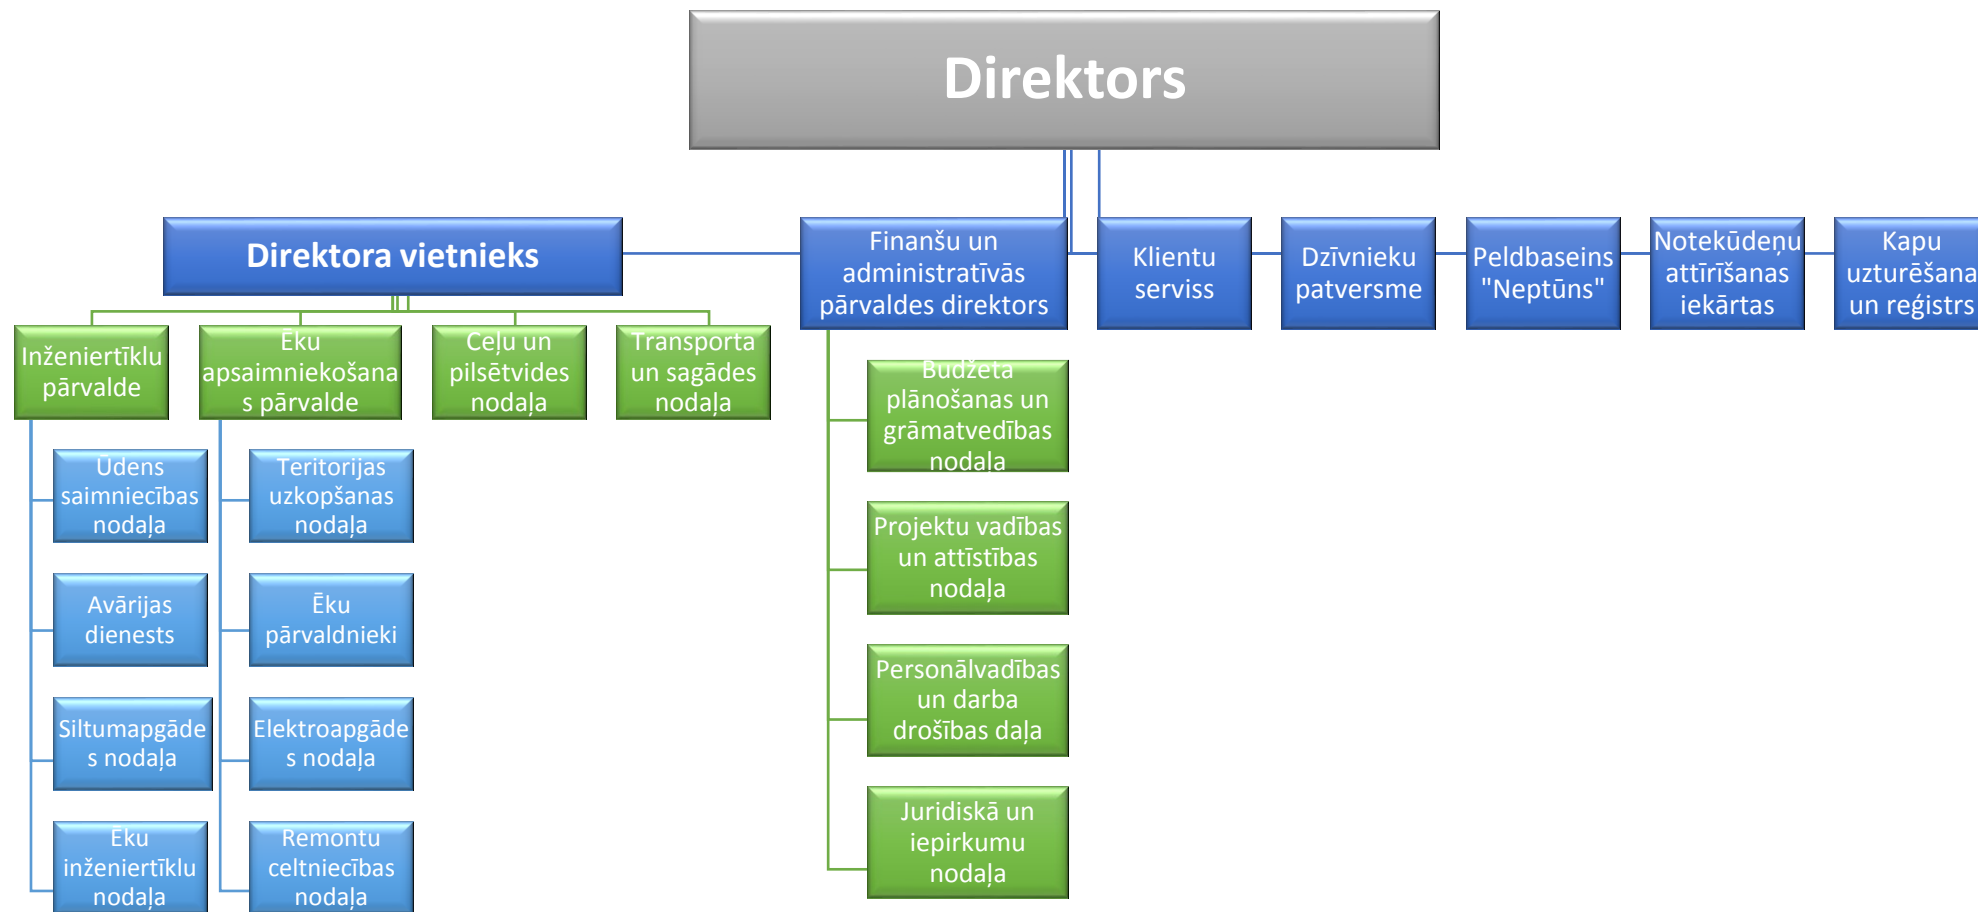 Direktors
Direktora vietnieks
Finanšu un
administratīvās
pārvaldes direktors
Klientu
serviss
Dzīvnieku
patversme
Peldbaseins
"Neptūns"
Notekūdeņu
attīrīšanas
iekārtas
Kapu
uzturēšana
un reģistrs
Inženiertīklu
pārvalde
Ēku
apsaimniekošana
s pārvalde
Ceļu un
pilsētvides
nodaļa
Transporta
un sagādes
nodaļa
Ūdens
saimniecības
nodaļa
Avārijas
dienests
Siltumapgāde
s nodaļa
Ēku
inženiertīklu
nodaļa
Teritorijas
uzkopšanas
nodaļa
Ēku
pārvaldnieki
Elektroapgāde
s nodaļa
Remontu
celtniecības
nodaļa
Budžeta
plānošanas un
grāmatvedības
nodaļa
Projektu vadības
un attīstības
nodaļa
Personālvadības
un darba
drošības daļa
Juridiskā un
iepirkumu
nodaļa